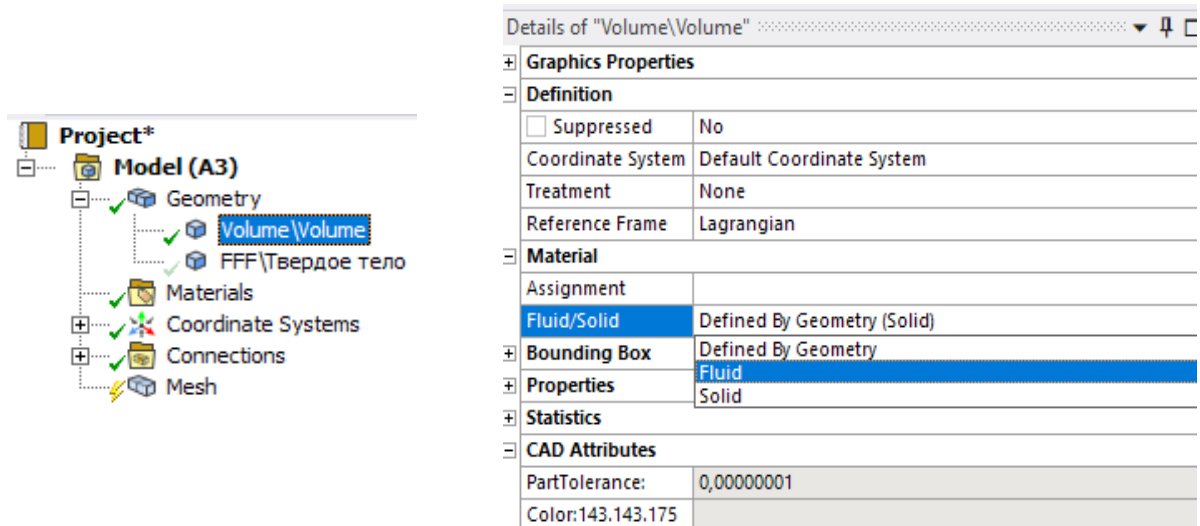 Project*
Model (A3)
Geometry
Volume\Volume
FFF\Твердое тело
Materials
Coordinate Systems
Connections
Mesh
Details of "Volume\Volume"
Graphics Properties
Definition
Suppressed No
Coordinate System Default Coordinate System
Treatment None
Reference Frame Lagrangian
Material
Assignment
Fluid/Solid Defined By Geometry (Solid)
Bounding Box Defined By Geometry
Fluid
Properties Solid
Statistics
CAD Attributes
PartTolerance: 0,00000001
Color:143.143.175